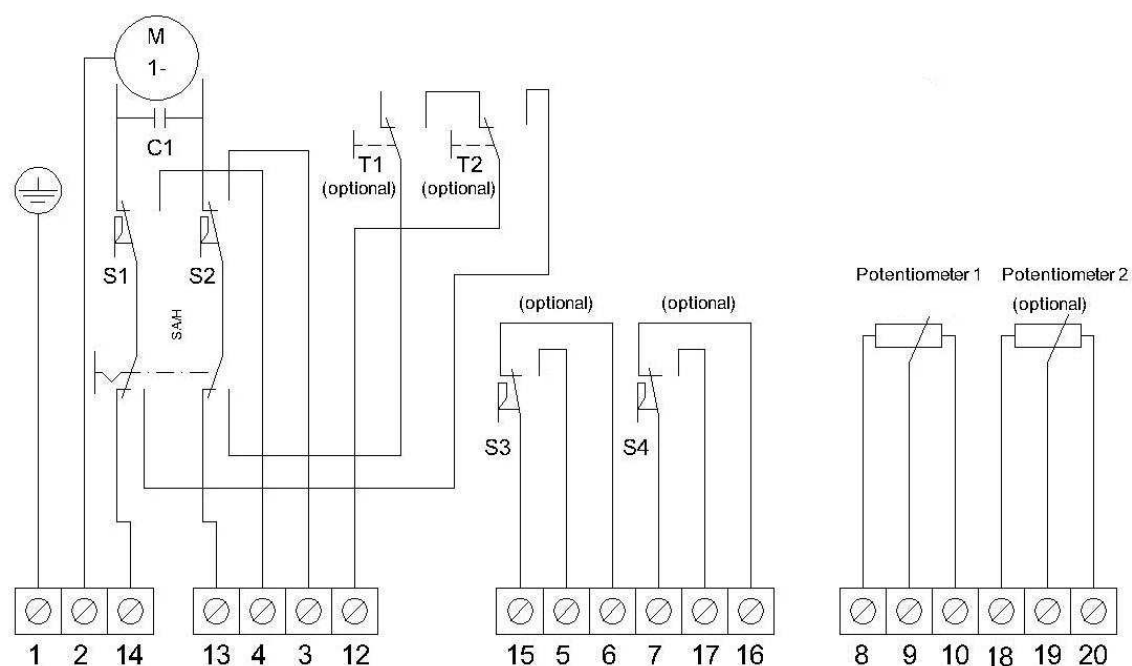 M
1~
C1
T1
(optional)
T2
(optional)
S1
S2
SA/H
(optional)
(optional)
S3
S4
Potentiometer 1
Potentiometer 2
(optional)
1 2 14 13 4 3 12 15 5 6 7 17 16 8 9 10 18 19 20